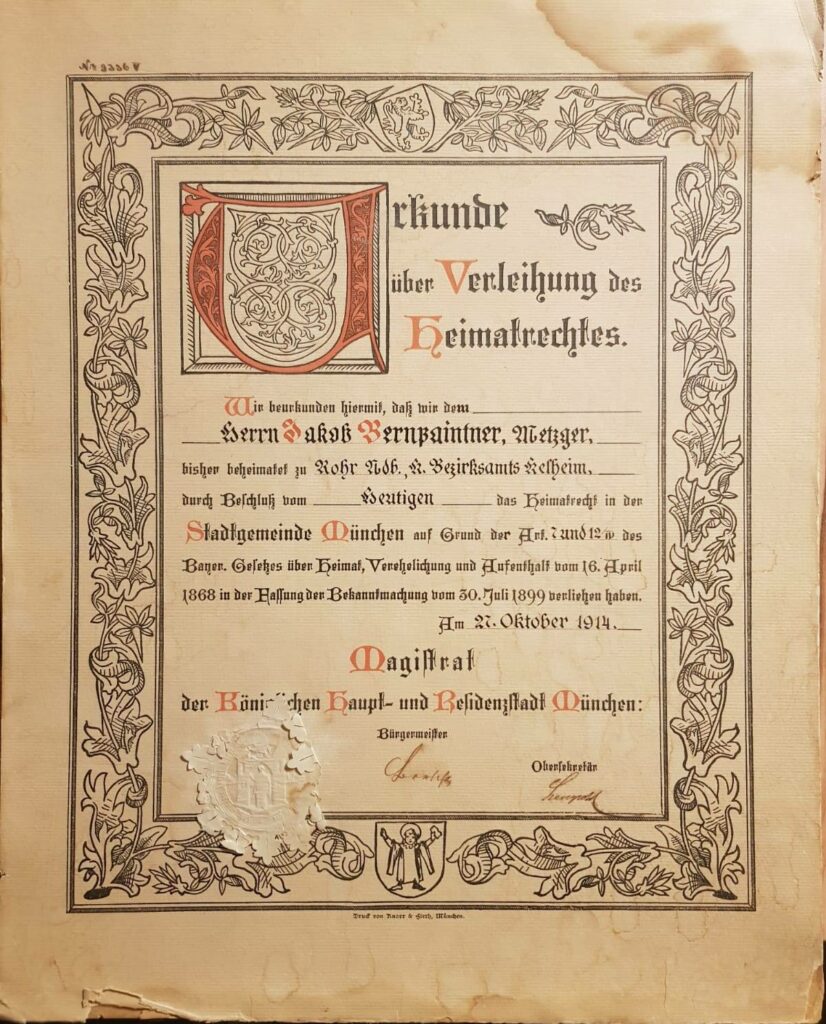 Urkunde
über Verleihung des
Heimatrechtes.
Wir beurkunden hiermit, daß wir dem
Herrn Jakob Bernpaintner, Metzger,
bisher beheimatet zu Rohr Ndb., K. Bezirksamts Kelheim,
durch Beschluß vom Heutigen das Heimatrecht in der
Stadtgemeinde München auf Grund der Art. 7 und 12 IV des
Bayer. Gesetzes über Heimat, Verehelichung und Aufenthalt vom 16. April
1868 in der Fassung der Bekanntmachung vom 30. Juli 1899 verliehen haben.
Am 27. Oktober 1914.
Magistrat
der Königlichen Haupt- und Residenzstadt München:
Bürgermeister
Obersekretär
Druck von München.